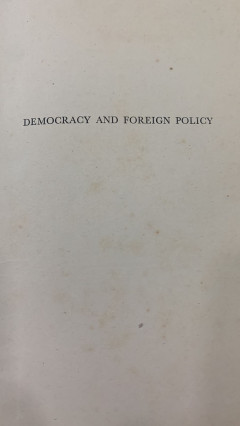 DEMOCRACY AND FOREIGN POLICY